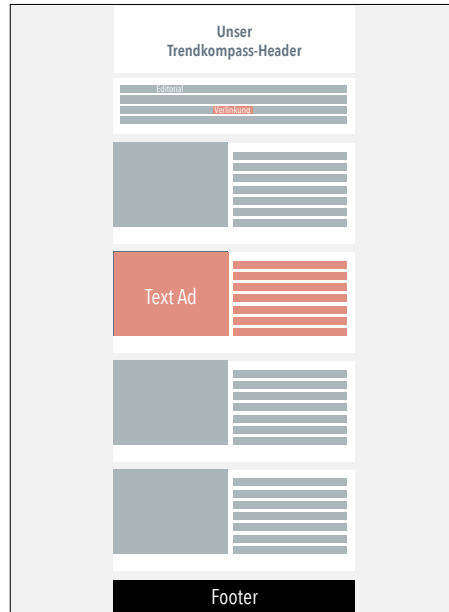 Unser
Trendkompass-Header
Editorial
Verlinkung
Text Ad
Footer